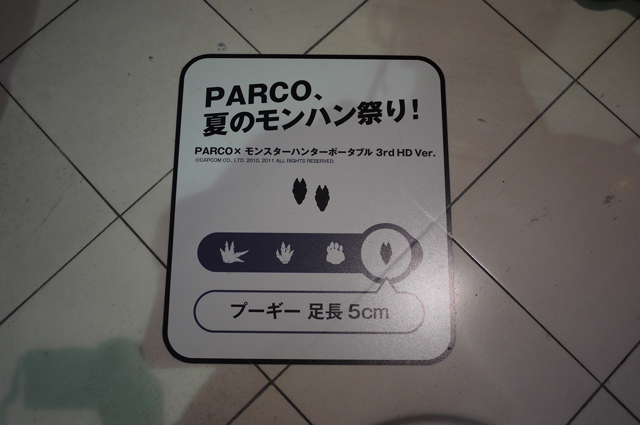 PARCO、
夏のモンハン祭り!
PARCO× モンスターハンターポータブル 3rd HD Ver.
©CAPCOM CO., LTD. 2010, 2011 ALL RIGHTS RESERVED.
プーギー 足長 5cm